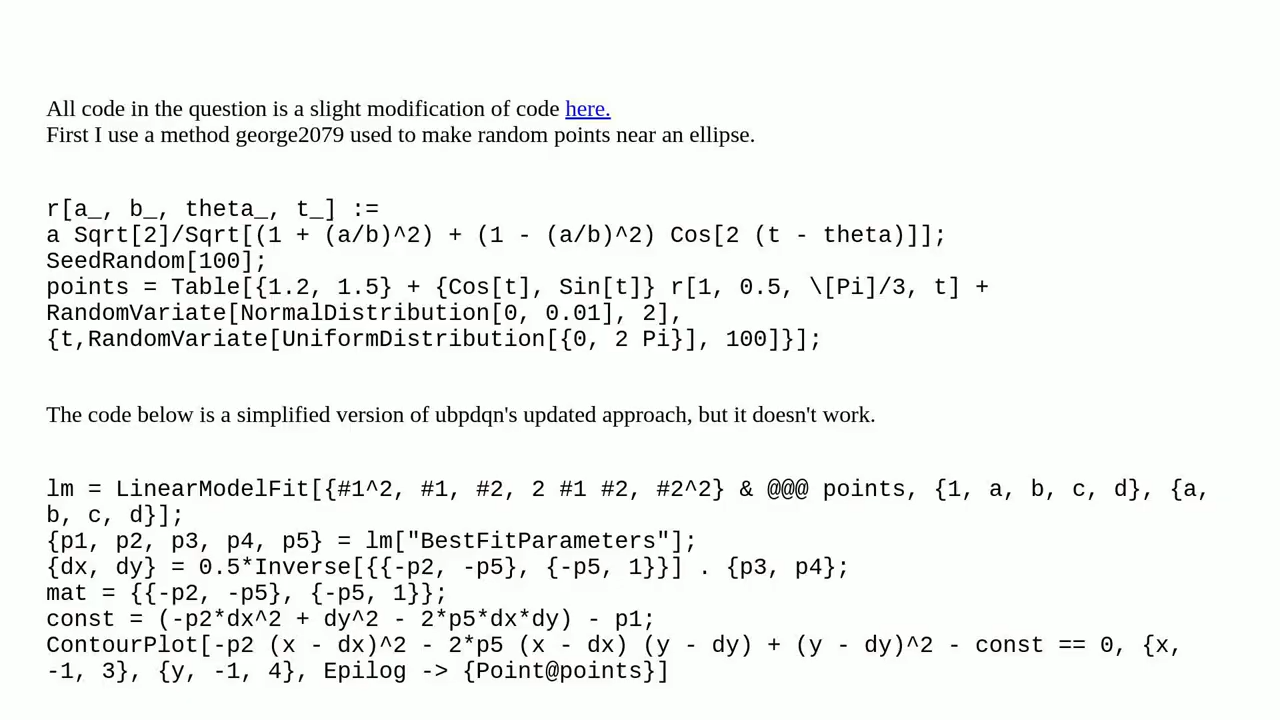 All code in the question is a slight modification of code here.
First I use a method george2079 used to make random points near an ellipse.
r[a_, b_, theta_, t_] :=
a Sqrt[2]/Sqrt[(1 + (a/b)^2) + (1 - (a/b)^2) Cos[2 (t - theta)]];
SeedRandom[100];
points = Table[{1.2, 1.5} + {Cos[t], Sin[t]} r[1, 0.5, \[Pi]/3, t] +
RandomVariate[NormalDistribution[0, 0.01], 2],
{t,RandomVariate[UniformDistribution[{0, 2 Pi}], 100]}];
The code below is a simplified version of ubpdqn's updated approach, but it doesn't work.
lm = LinearModelFit[{#1^2, #1, #2, 2 #1 #2, #2^2} & @@@ points, {1, a, b, c, d}, {a,
b, c, d}];
{p1, p2, p3, p4, p5} = lm["BestFitParameters"];
{dx, dy} = 0.5*Inverse[{{-p2, -p5}, {-p5, 1}}] . {p3, p4};
mat = {{-p2, -p5}, {-p5, 1}};
const = (-p2*dx^2 + dy^2 - 2*p5*dx*dy) - p1;
ContourPlot[-p2 (x - dx)^2 - 2*p5 (x - dx) (y - dy) + (y - dy)^2 - const == 0, {x,
-1, 3}, {y, -1, 4}, Epilog -> {Point@points}]